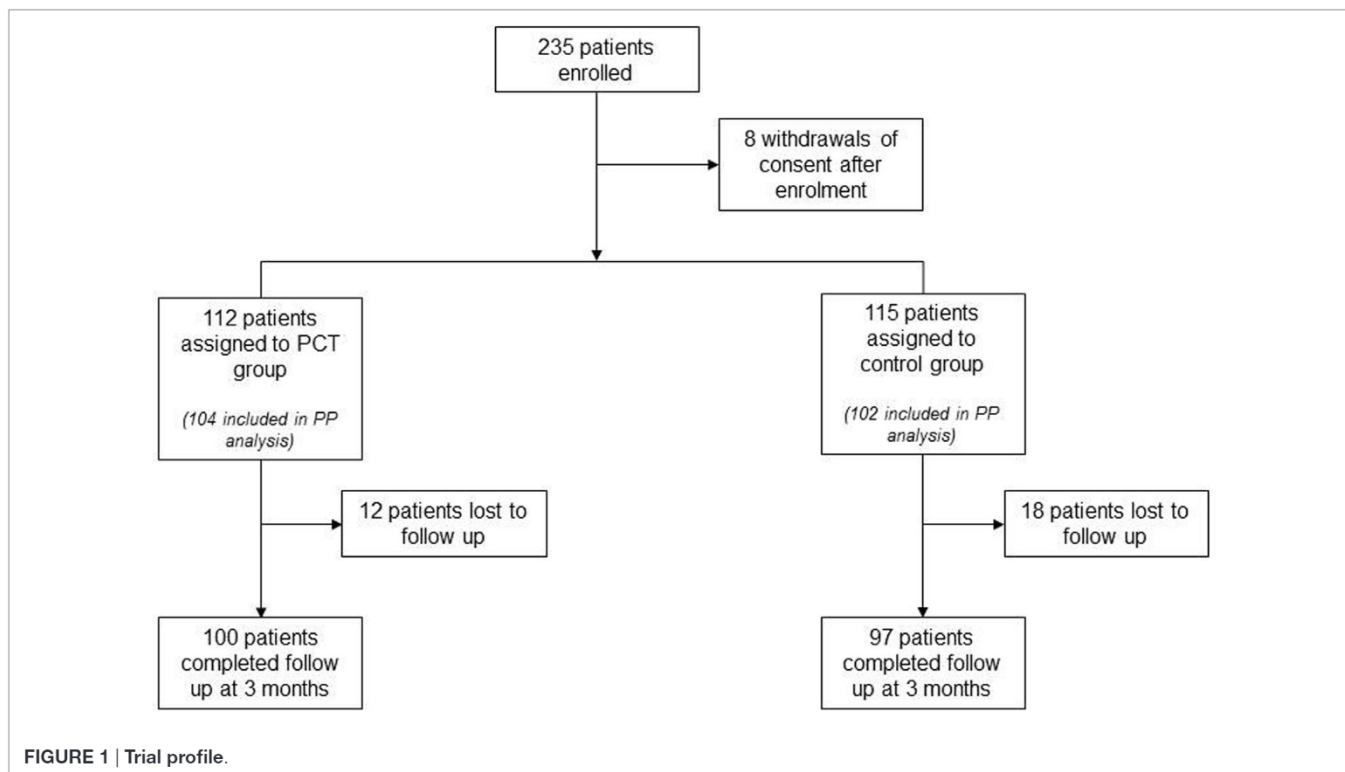 235 patients
enrolled
8 withdrawals of
consent after
enrolment
112 patients
assigned to PCT
group
(104 included in PP
analysis)
115 patients
assigned to
control group
(102 included in PP
analysis)
12 patients lost to
follow up
18 patients lost to
follow up
100 patients
completed follow
up at 3 months
97 patients
completed follow
up at 3 months
FIGURE 1 | Trial profile.